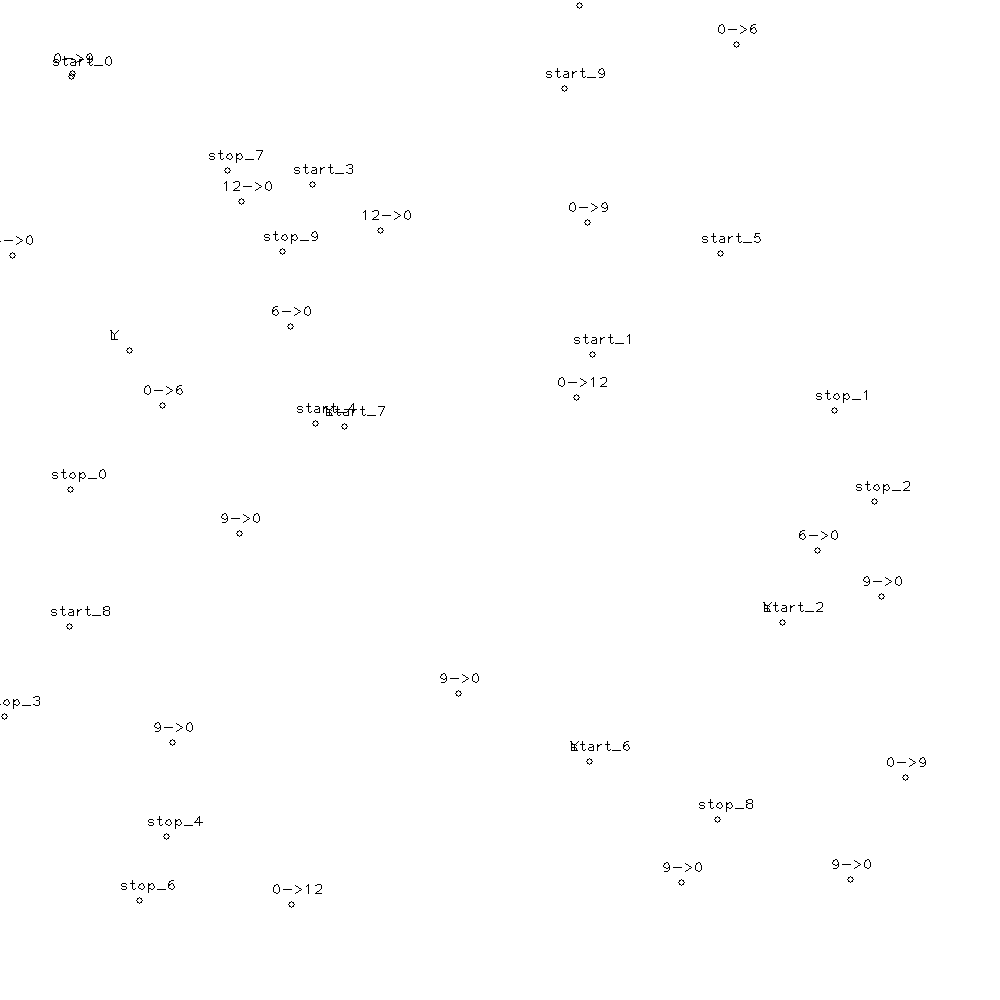 0->6
0->9
start_0
start_9
stop_7
start_3
12->0
0->9
12->0
stop_9
start_5
->0
6->0
Y
start_1
0->12
0->6
stop_1
start_4
start_7
stop_0
stop_2
9->0
6->0
9->0
start_2
start_8
9->0
op_3
9->0
start_6
0->9
stop_8
stop_4
9->0
9->0
stop_6
0->12